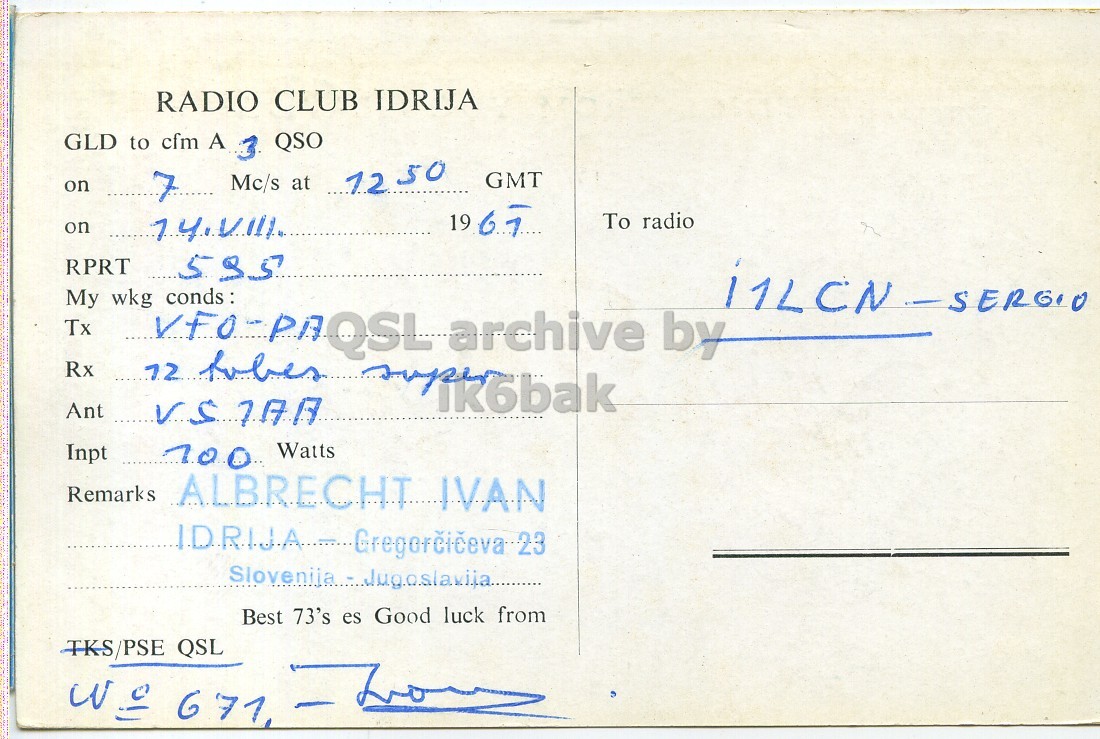 RADIO CLUB IDRIJA
GLD to cfm A 3 QSO
on 7 Mc/s at 1250 GMT
on 14.VIII. 1961
RPRT 595
My wkg conds:
Tx VFO-PA
Rx 12 tubes super
Ant VS1AA
Inpt 100 Watts
Remarks ALBRECHT IVAN
IDRIJA - Gregorčičeva 23
Slovenija - Jugoslavija
Best 73's es Good luck from
TKS/PSE QSL
No 671. - Ivan
To radio
I1LCN - SERGIO
QSL archive by
ik6bak